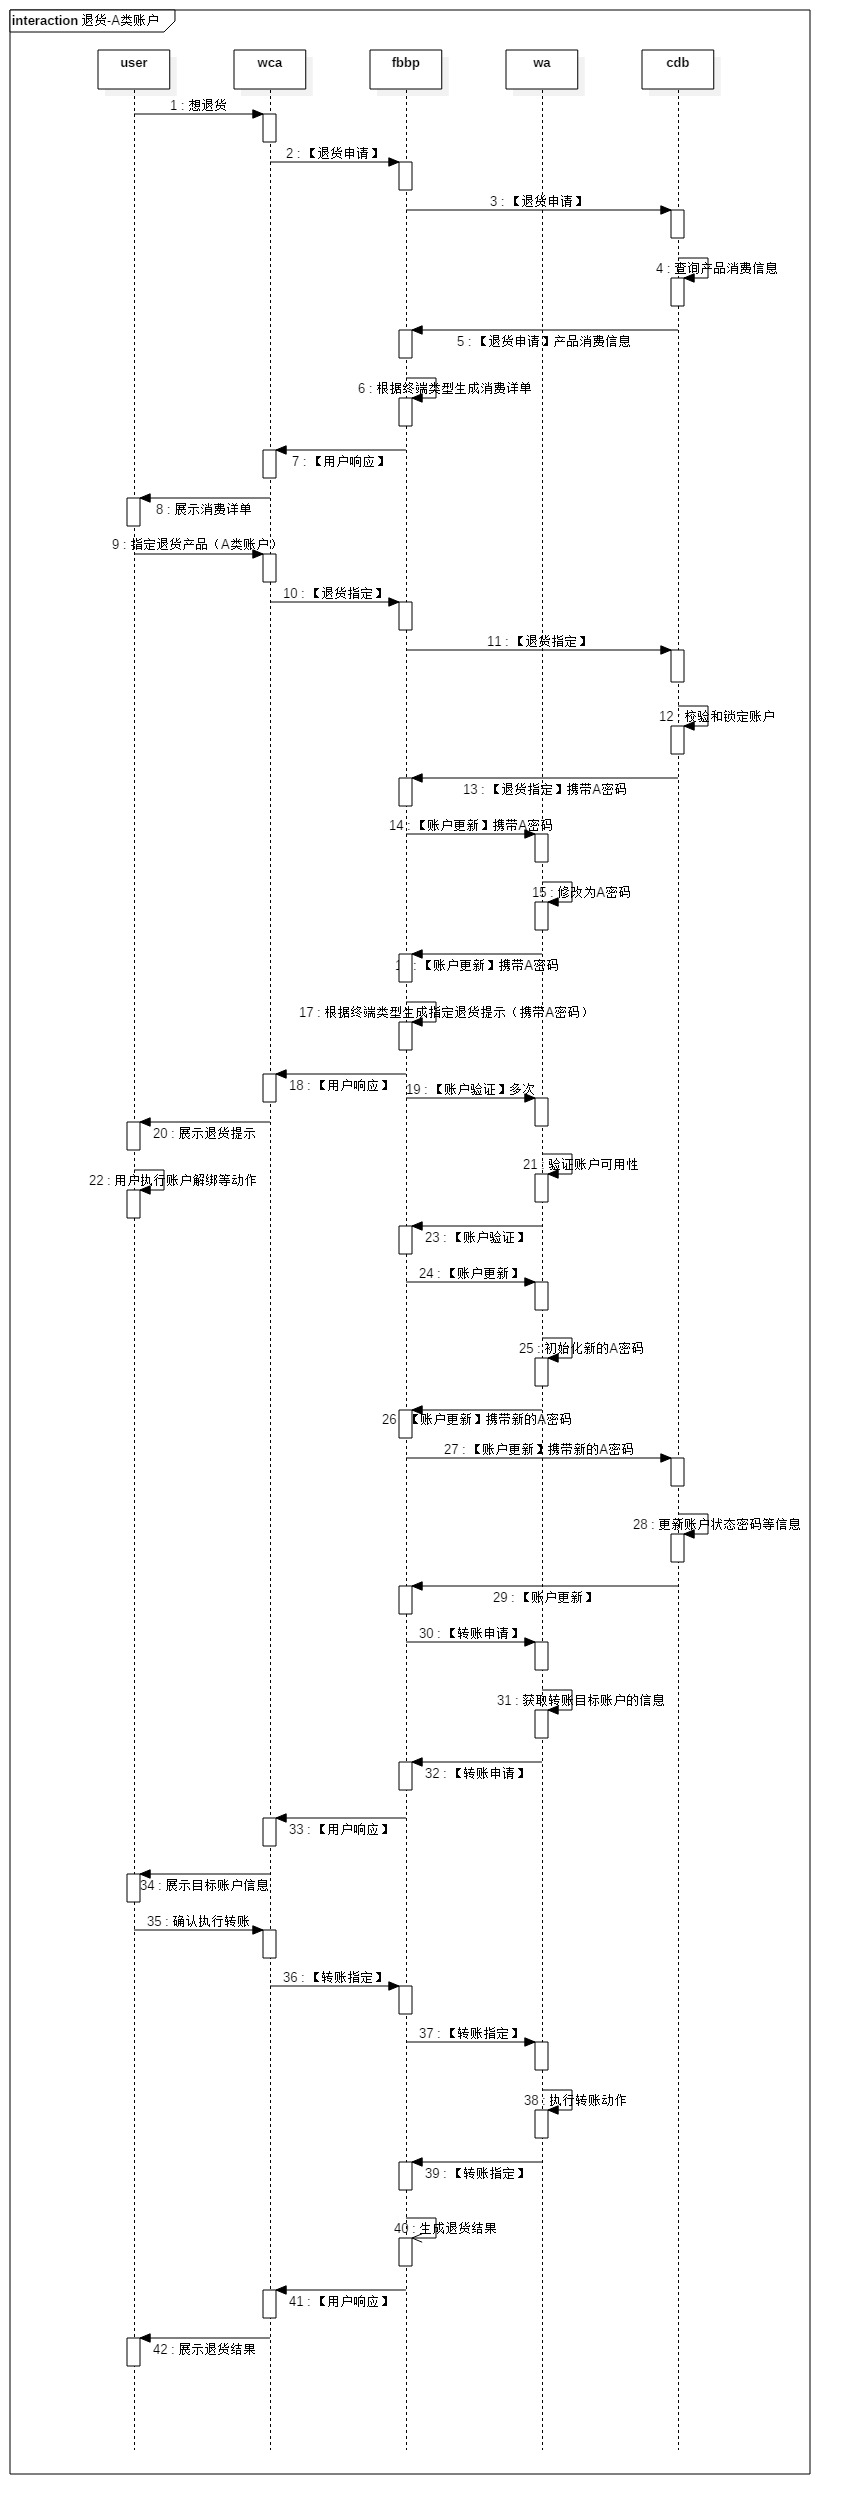 interaction 退货-A类账户
user
wca
fbbp
wa
cdb
1 : 想退货
2 : 【退货申请】
3 : 【退货申请】
4 : 查询产品消费信息
5 : 【退货申请】产品消费信息
6 : 根据终端类型生成消费详单
7 : 【用户响应】
8 : 展示消费详单
9 : 指定退货产品（A类账户）
10 : 【退货指定】
11 : 【退货指定】
12 : 校验和锁定账户
13 : 【退货指定】携带A密码
14 : 【账户更新】携带A密码
15 : 修改为A密码
【账户更新】携带A密码
17 : 根据终端类型生成指定退货提示（携带A密码）
18 : 【用户响应】
19 : 【账户验证】多次
20 : 展示退货提示
21 : 验证账户可用性
22 : 用户执行账户解绑等动作
23 : 【账户验证】
24 : 【账户更新】
25 : 初始化新的A密码
26 【账户更新】携带新的A密码
27 : 【账户更新】携带新的A密码
28 : 更新账户状态密码等信息
29 : 【账户更新】
30 : 【转账申请】
31 : 获取转账目标账户的信息
32 : 【转账申请】
33 : 【用户响应】
34 : 展示目标账户信息
35 : 确认执行转账
36 : 【转账指定】
37 : 【转账指定】
38 : 执行转账动作
39 : 【转账指定】
40 : 生成退货结果
41 : 【用户响应】
42 : 展示退货结果